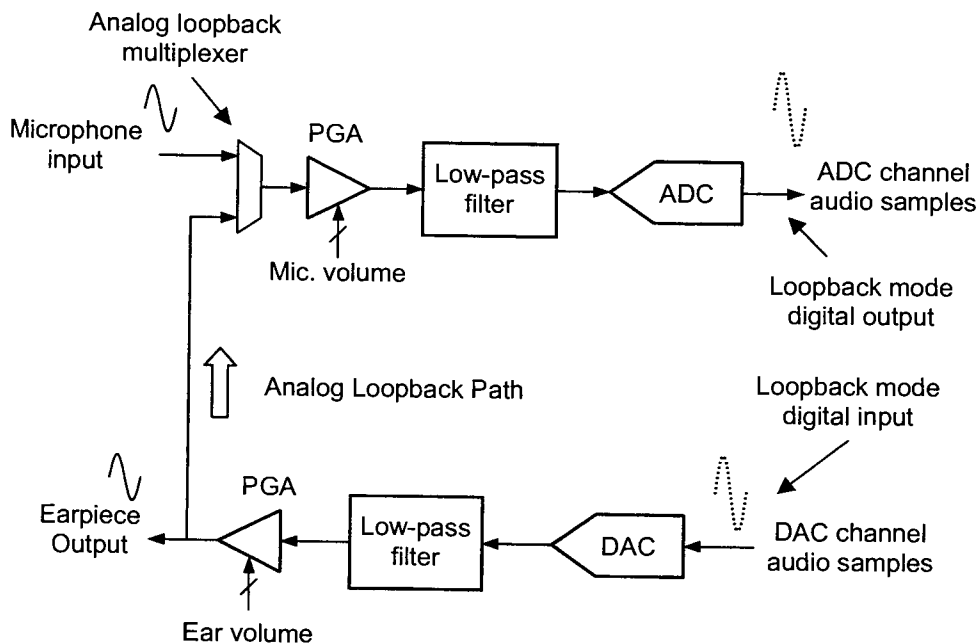 Analog loopback
multiplexer
Microphone
input
PGA
Mic. volume
Low-pass
filter
ADC
ADC channel
audio samples
Loopback mode
digital output
Analog Loopback Path
Loopback mode
digital input
Earpiece
Output
PGA
Ear volume
Low-pass
filter
DAC
DAC channel
audio samples